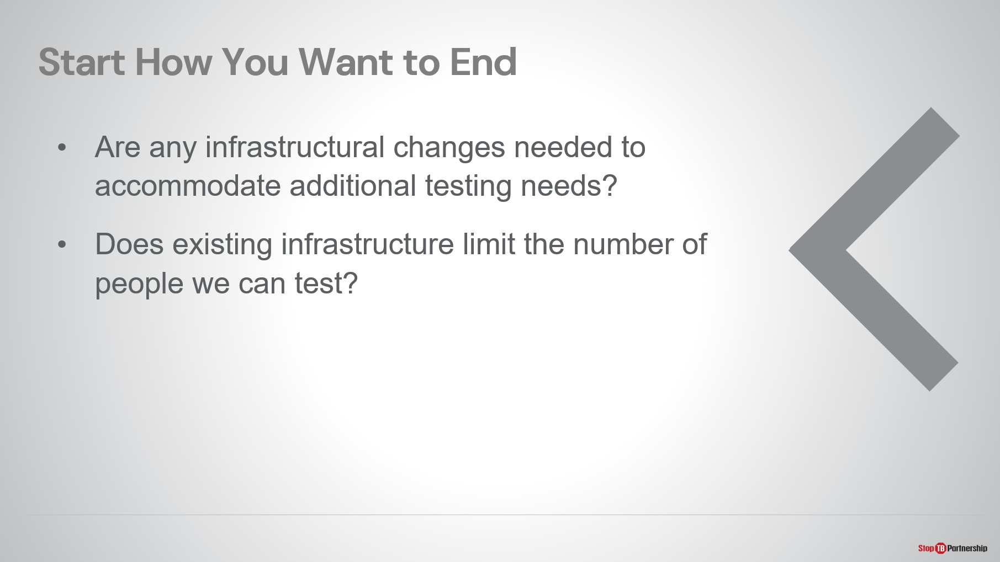 Start How You Want to End
• Are any infrastructural changes needed to
accommodate additional testing needs?
• Does existing infrastructure limit the number of
people we can test?
Stop TB Partnership